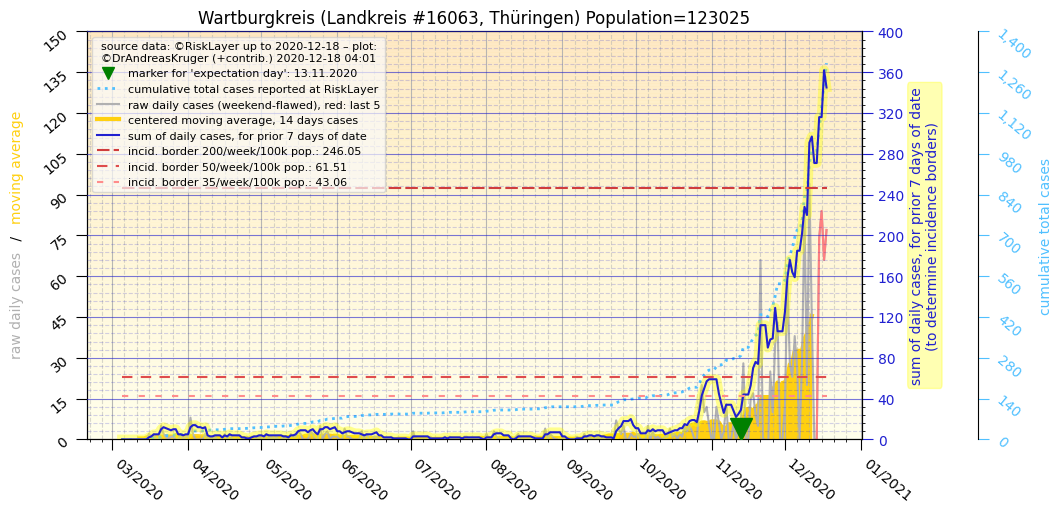 Wartburgkreis (Landkreis #16063, Thüringen) Population=123025
source data: ©RiskLayer up to 2020-12-18 – plot:
©DrAndreasKruger (+contrib.) 2020-12-18 04:01
marker for 'expectation day': 13.11.2020
cumulative total cases reported at RiskLayer
raw daily cases (weekend-flawed), red: last 5
centered moving average, 14 days cases
sum of daily cases, for prior 7 days of date
incid. border 200/week/100k pop.: 246.05
incid. border 50/week/100k pop.: 61.51
incid. border 35/week/100k pop.: 43.06
raw daily cases / moving average
150
135
120
105
90
75
60
45
30
15
0
03/2020
04/2020
05/2020
06/2020
07/2020
08/2020
09/2020
10/2020
11/2020
12/2020
01/2021
400
360
320
280
240
200
160
120
80
40
0
sum of daily cases, for prior 7 days of date
(to determine incidence borders)
1,400
1,260
1,120
980
840
700
560
420
280
140
0
cumulative total cases